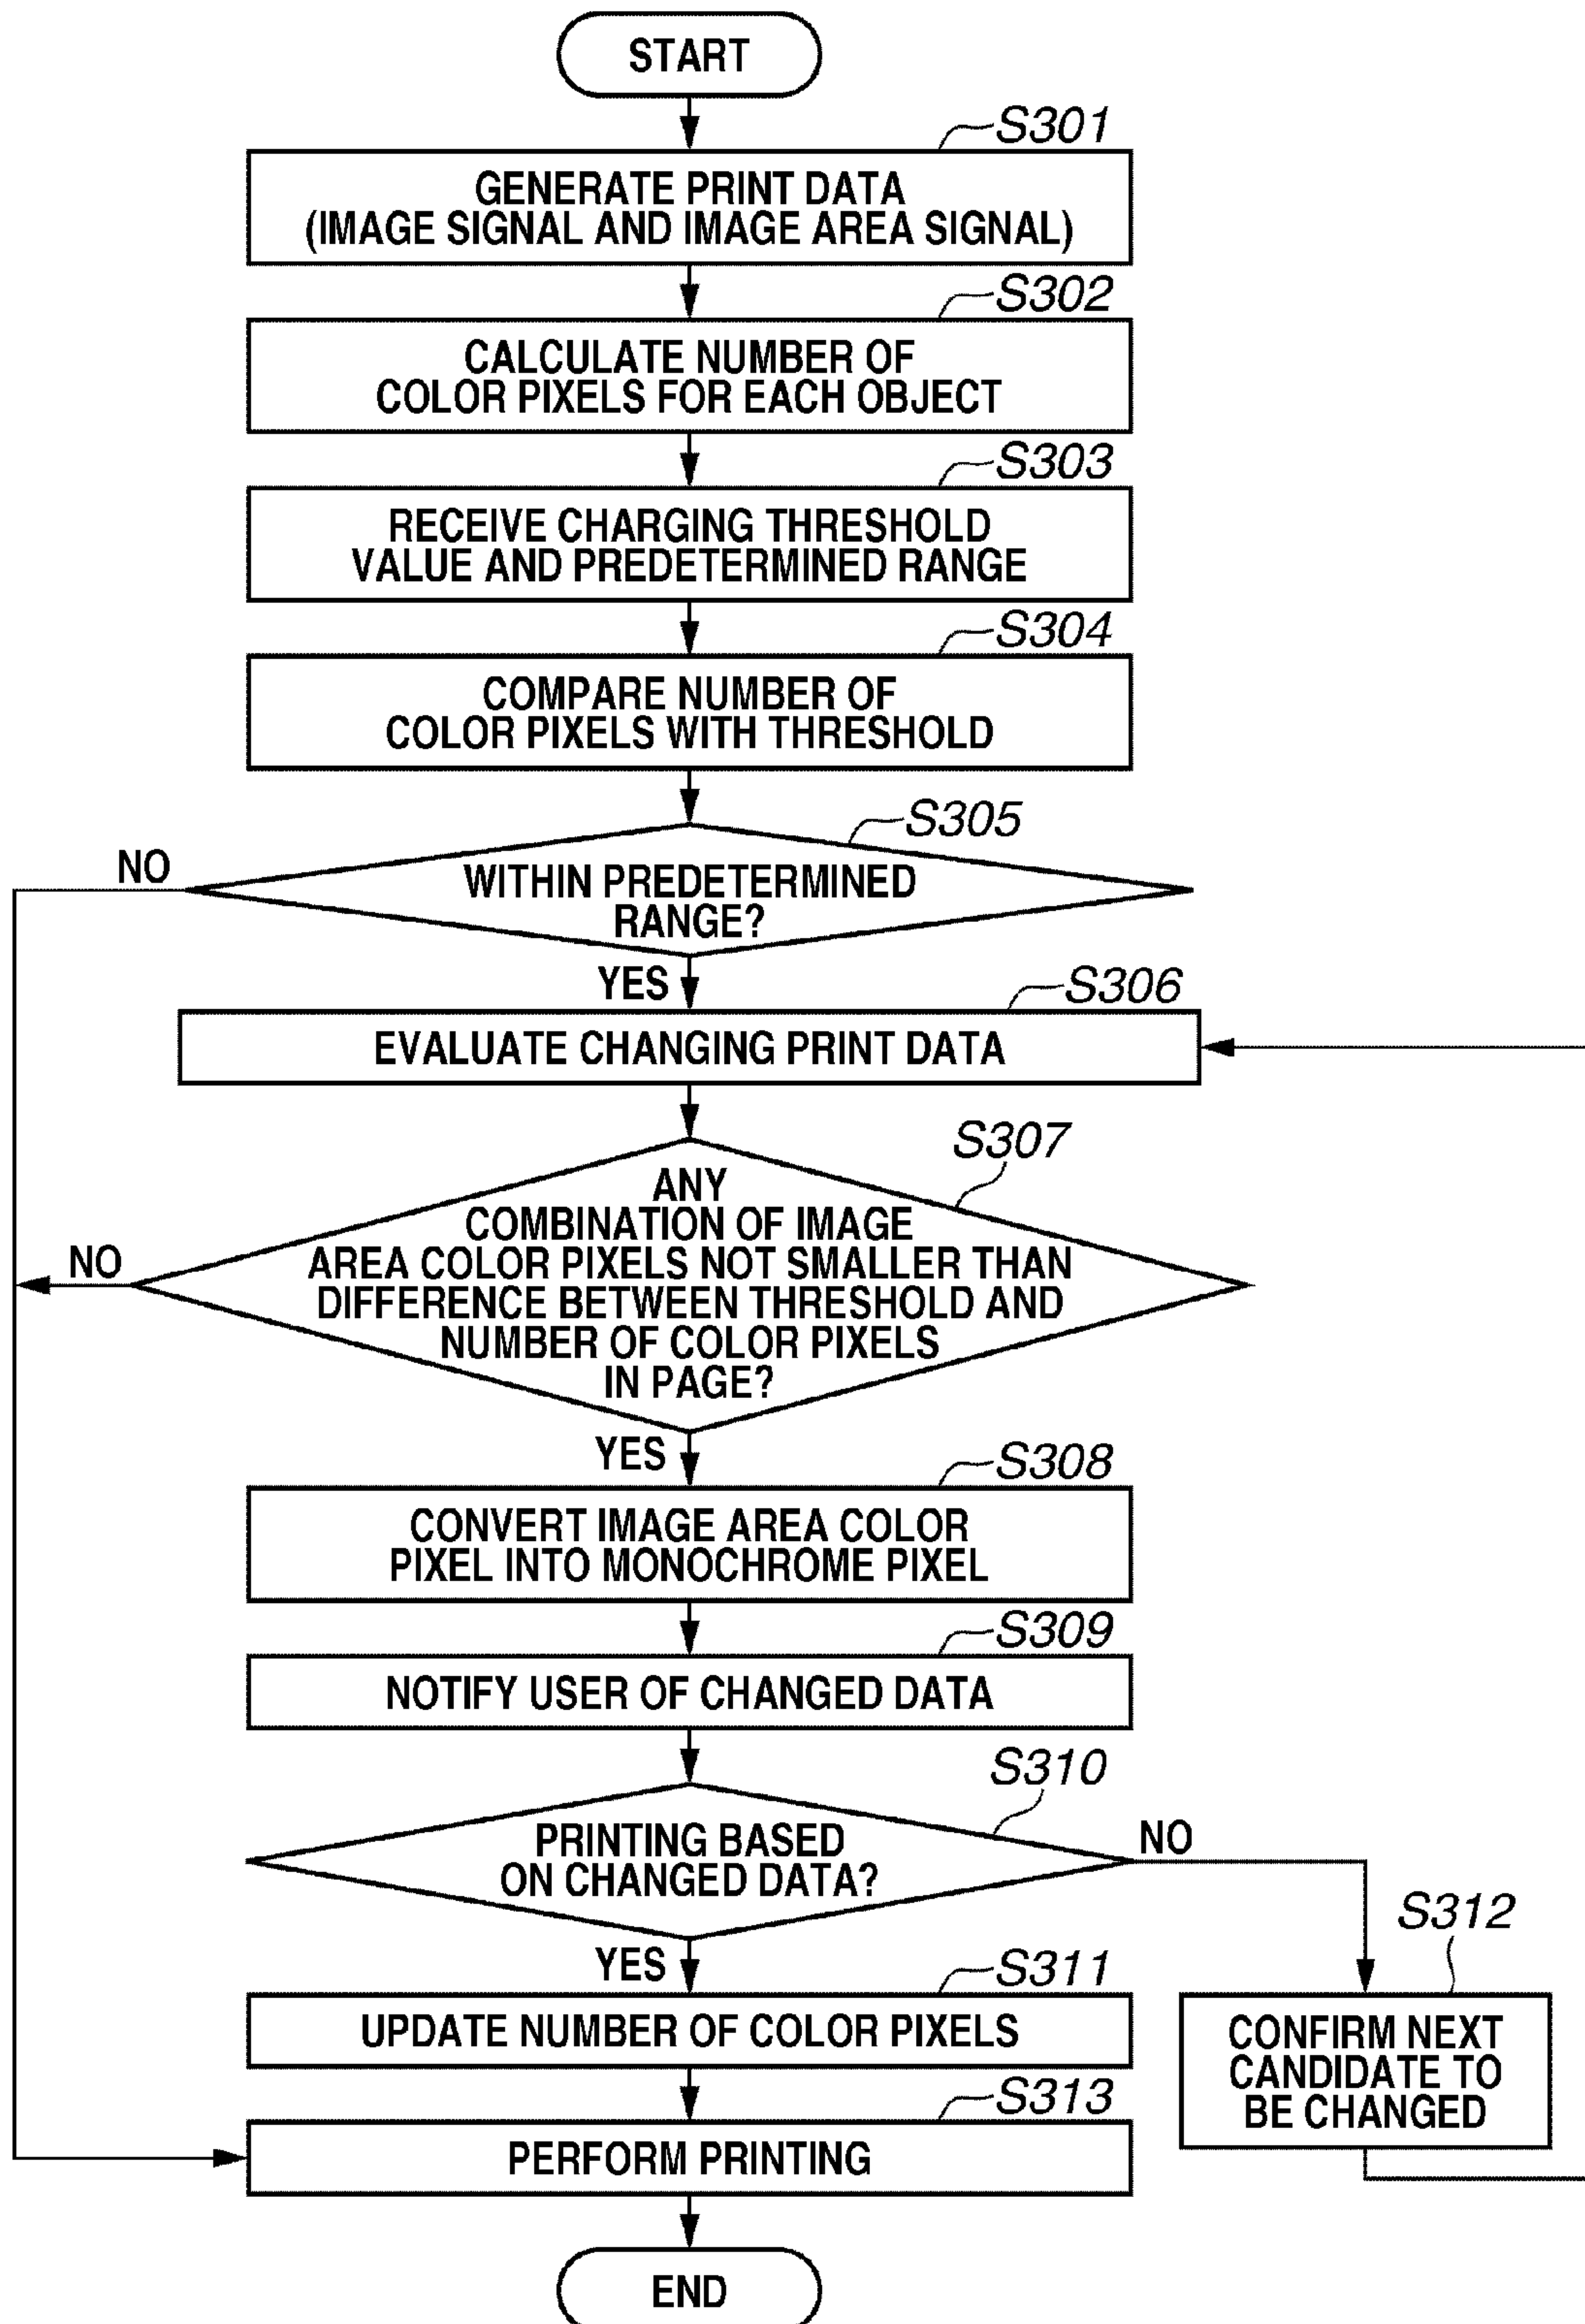 START
S301
GENERATE PRINT DATA
(IMAGE SIGNAL AND IMAGE AREA SIGNAL)
S302
CALCULATE NUMBER OF
COLOR PIXELS FOR EACH OBJECT
S303
RECEIVE CHARGING THRESHOLD
VALUE AND PREDETERMINED RANGE
S304
COMPARE NUMBER OF
COLOR PIXELS WITH THRESHOLD
S305
NO
WITHIN PREDETERMINED
RANGE?
YES
S306
EVALUATE CHANGING PRINT DATA
S307
NO
ANY
COMBINATION OF IMAGE
AREA COLOR PIXELS NOT SMALLER THAN
DIFFERENCE BETWEEN THRESHOLD AND
NUMBER OF COLOR PIXELS
IN PAGE?
YES
S308
CONVERT IMAGE AREA COLOR
PIXEL INTO MONOCHROME PIXEL
S309
NOTIFY USER OF CHANGED DATA
S310
PRINTING BASED
ON CHANGED DATA?
NO
YES
S311
UPDATE NUMBER OF COLOR PIXELS
S312
CONFIRM NEXT
CANDIDATE TO
BE CHANGED
S313
PERFORM PRINTING
END